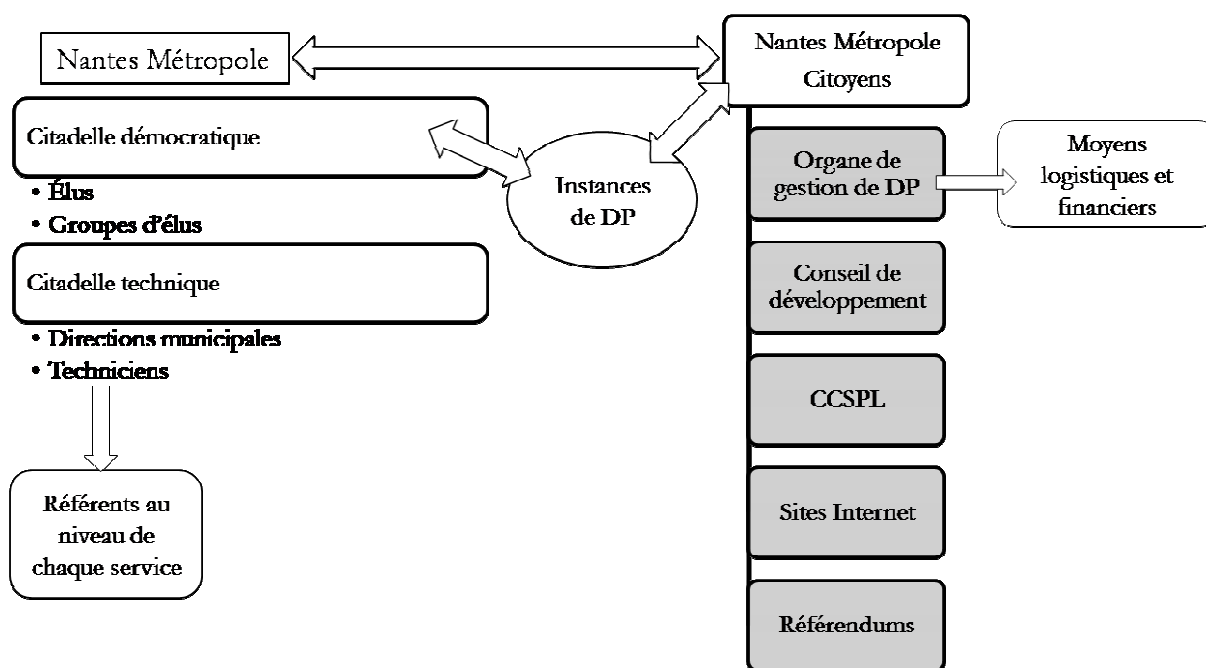 Nantes Métropole
Citadelle démocratique
• Élus
• Groupes d'élus
Citadelle technique
• Directions municipales
• Techniciens
Référents au
niveau de
chaque service
Instances
de DP
Nantes Métropole
Citoyens
Organe de
gestion de DP
Conseil de
développement
CCSPL
Sites Internet
Référendums
Moyens
logistiques et
financiers